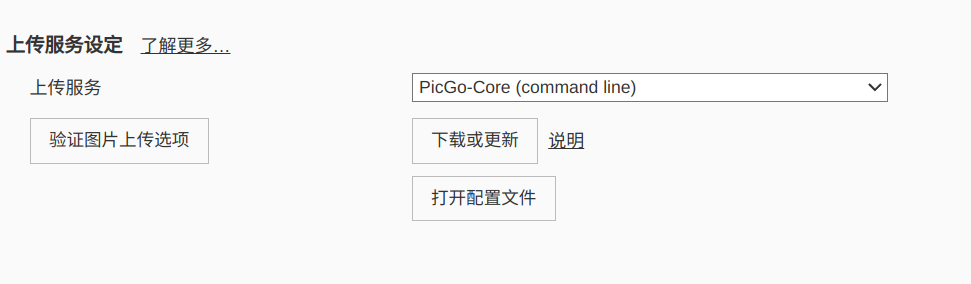 上传服务设定 了解更多...
上传服务 PicGo-Core (command line)
验证图片上传选项 下载或更新 说明
打开配置文件